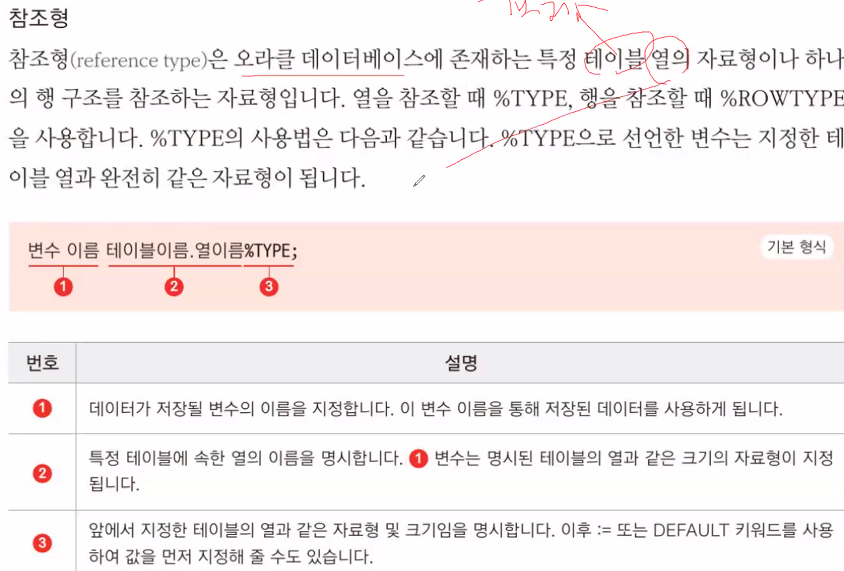 참조형
참조형(reference type)은 오라클 데이터베이스에 존재하는 특정 테이블 열의 자료형이나 하나
의 행 구조를 참조하는 자료형입니다. 열을 참조할 때 %TYPE, 행을 참조할 때 %ROWTYPE
을 사용합니다. %TYPE의 사용법은 다음과 같습니다. %TYPE으로 선언한 변수는 지정한 테
이블 열과 완전히 같은 자료형이 됩니다.
변수 이름 테이블이름.열이름%TYPE; 기본 형식
1 2 3
번호 설명
1 데이터가 저장될 변수의 이름을 지정합니다. 이 변수 이름을 통해 저장된 데이터를 사용하게 됩니다.
특정 테이블에 속한 열의 이름을 명시합니다. 1 변수는 명시된 테이블의 열과 같은 크기의 자료형이 지정
2 됩니다.
앞에서 지정한 테이블의 열과 같은 자료형 및 크기임을 명시합니다. 이후 := 또는 DEFAULT 키워드를 사용
3 하여 값을 먼저 지정해 줄 수도 있습니다.